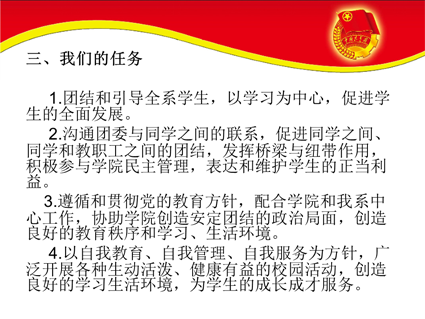 三、我们的任务
1.团结和引导全系学生，以学习为中心，促进学
生的全面发展。
2.沟通团委与同学之间的联系，促进同学之间、
同学和教职工之间的团结，发挥桥梁与纽带作用，
积极参与学院民主管理，表达和维护学生的正当利
益。
3.遵循和贯彻党的教育方针，配合学院和我系中
心工作，协助学院创造安定团结的政治局面，创造
良好的教育秩序和学习、生活环境。
4.以自我教育、自我管理、自我服务为方针，广
泛开展各种生动活泼、健康有益的校园活动，创造
良好的学习生活环境，为学生的成长成才服务。